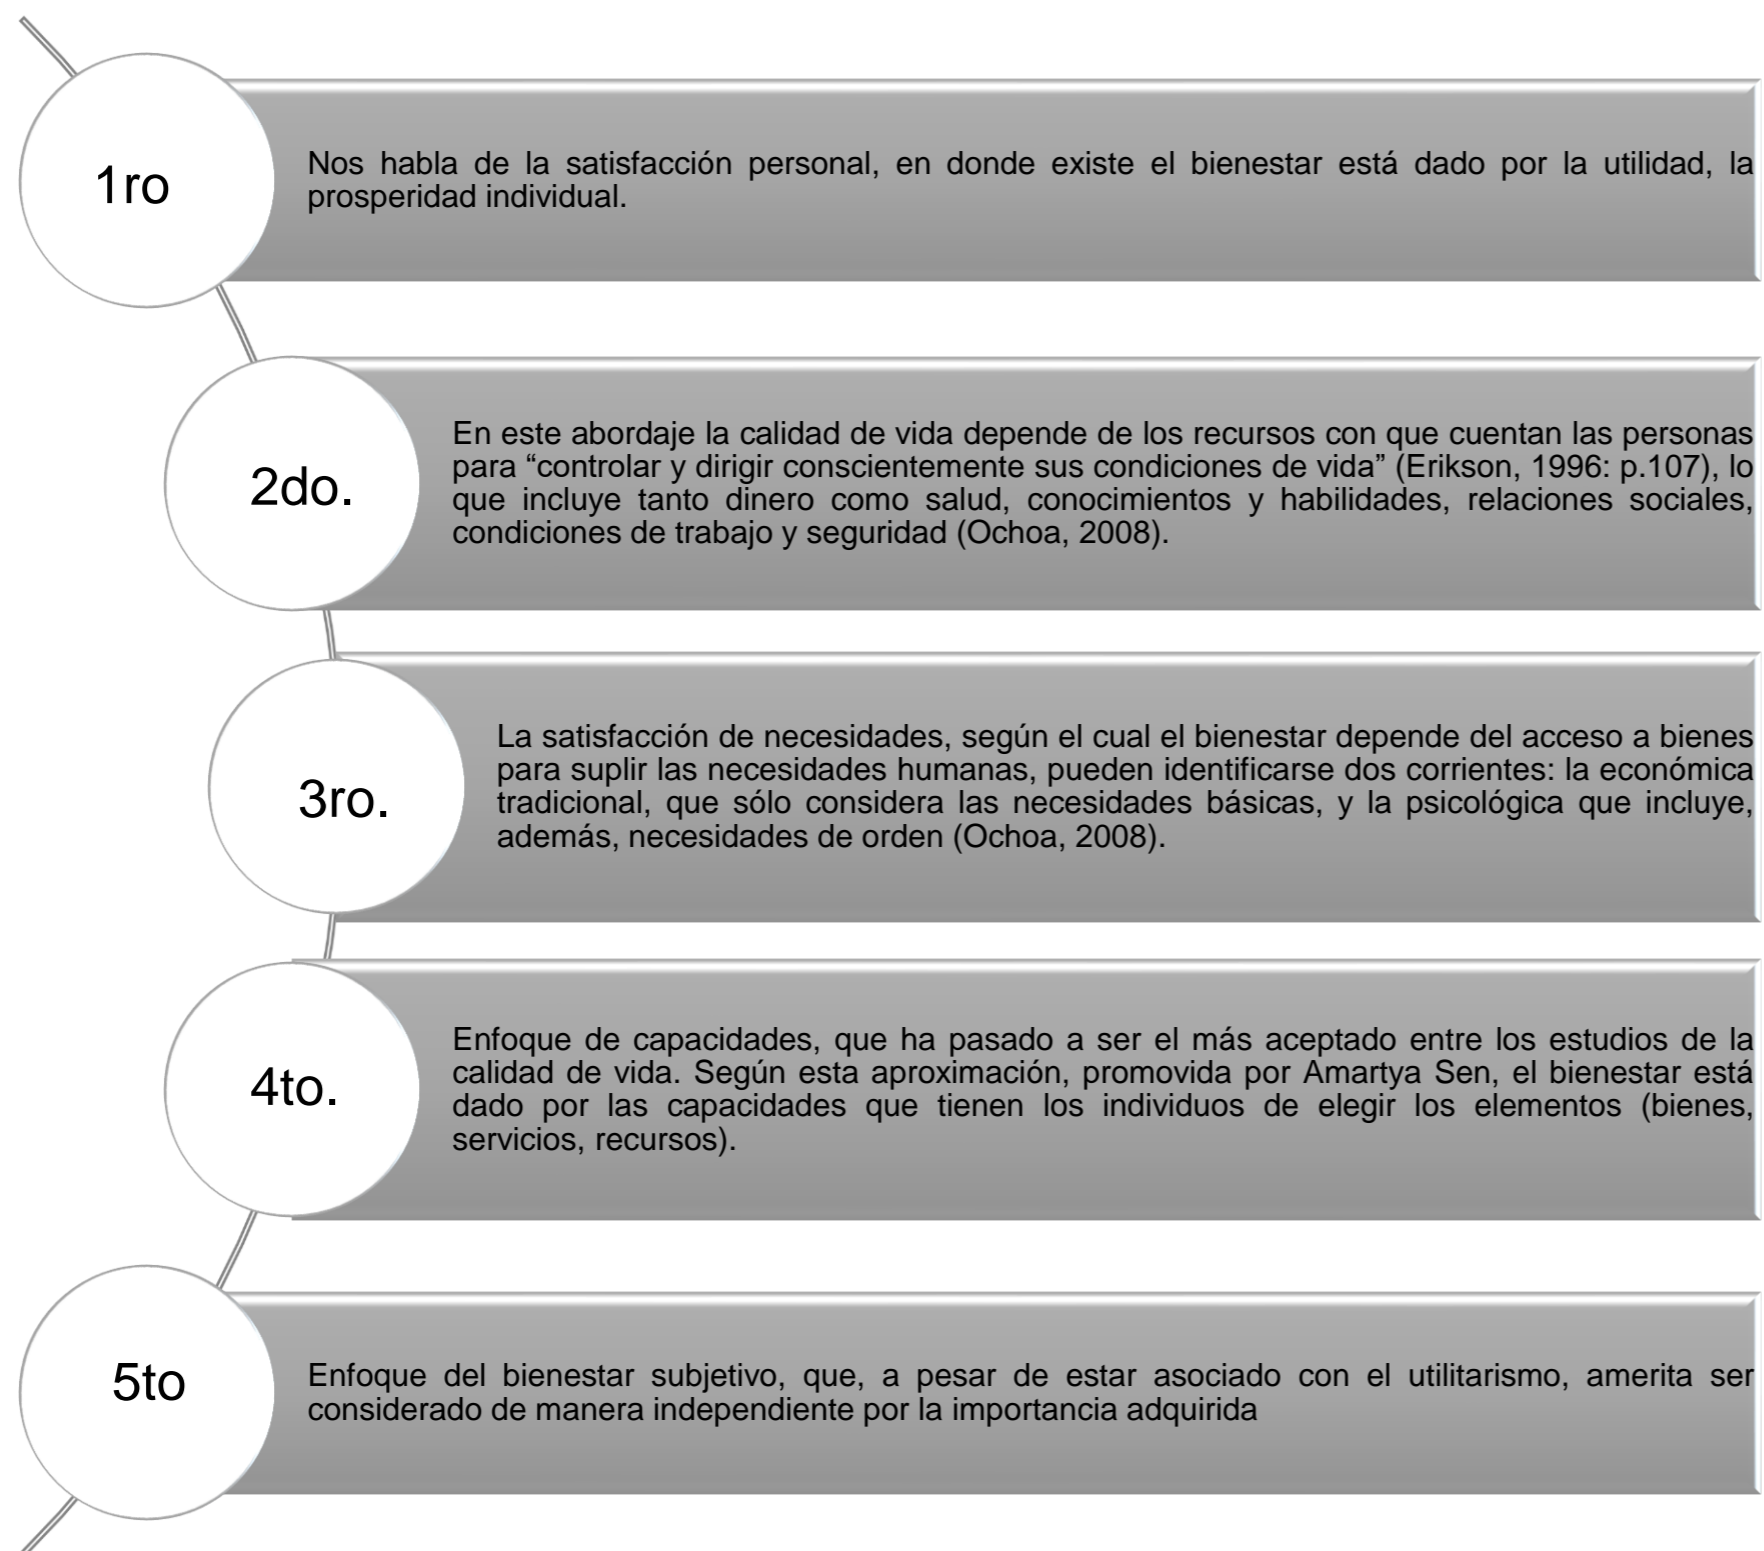 1ro
Nos habla de la satisfacción personal, en donde existe el bienestar está dado por la utilidad, la
prosperidad individual.
2do.
En este abordaje la calidad de vida depende de los recursos con que cuentan las personas
para “controlar y dirigir conscientemente sus condiciones de vida” (Erikson, 1996: p.107), lo
que incluye tanto dinero como salud, conocimientos y habilidades, relaciones sociales,
condiciones de trabajo y seguridad (Ochoa, 2008).
3ro.
La satisfacción de necesidades, según el cual el bienestar depende del acceso a bienes
para suplir las necesidades humanas, pueden identificarse dos corrientes: la económica
tradicional, que sólo considera las necesidades básicas, y la psicológica que incluye,
además, necesidades de orden (Ochoa, 2008).
4to.
Enfoque de capacidades, que ha pasado a ser el más aceptado entre los estudios de la
calidad de vida. Según esta aproximación, promovida por Amartya Sen, el bienestar está
dado por las capacidades que tienen los individuos de elegir los elementos (bienes,
servicios, recursos).
5to
Enfoque del bienestar subjetivo, que, a pesar de estar asociado con el utilitarismo, amerita ser
considerado de manera independiente por la importancia adquirida